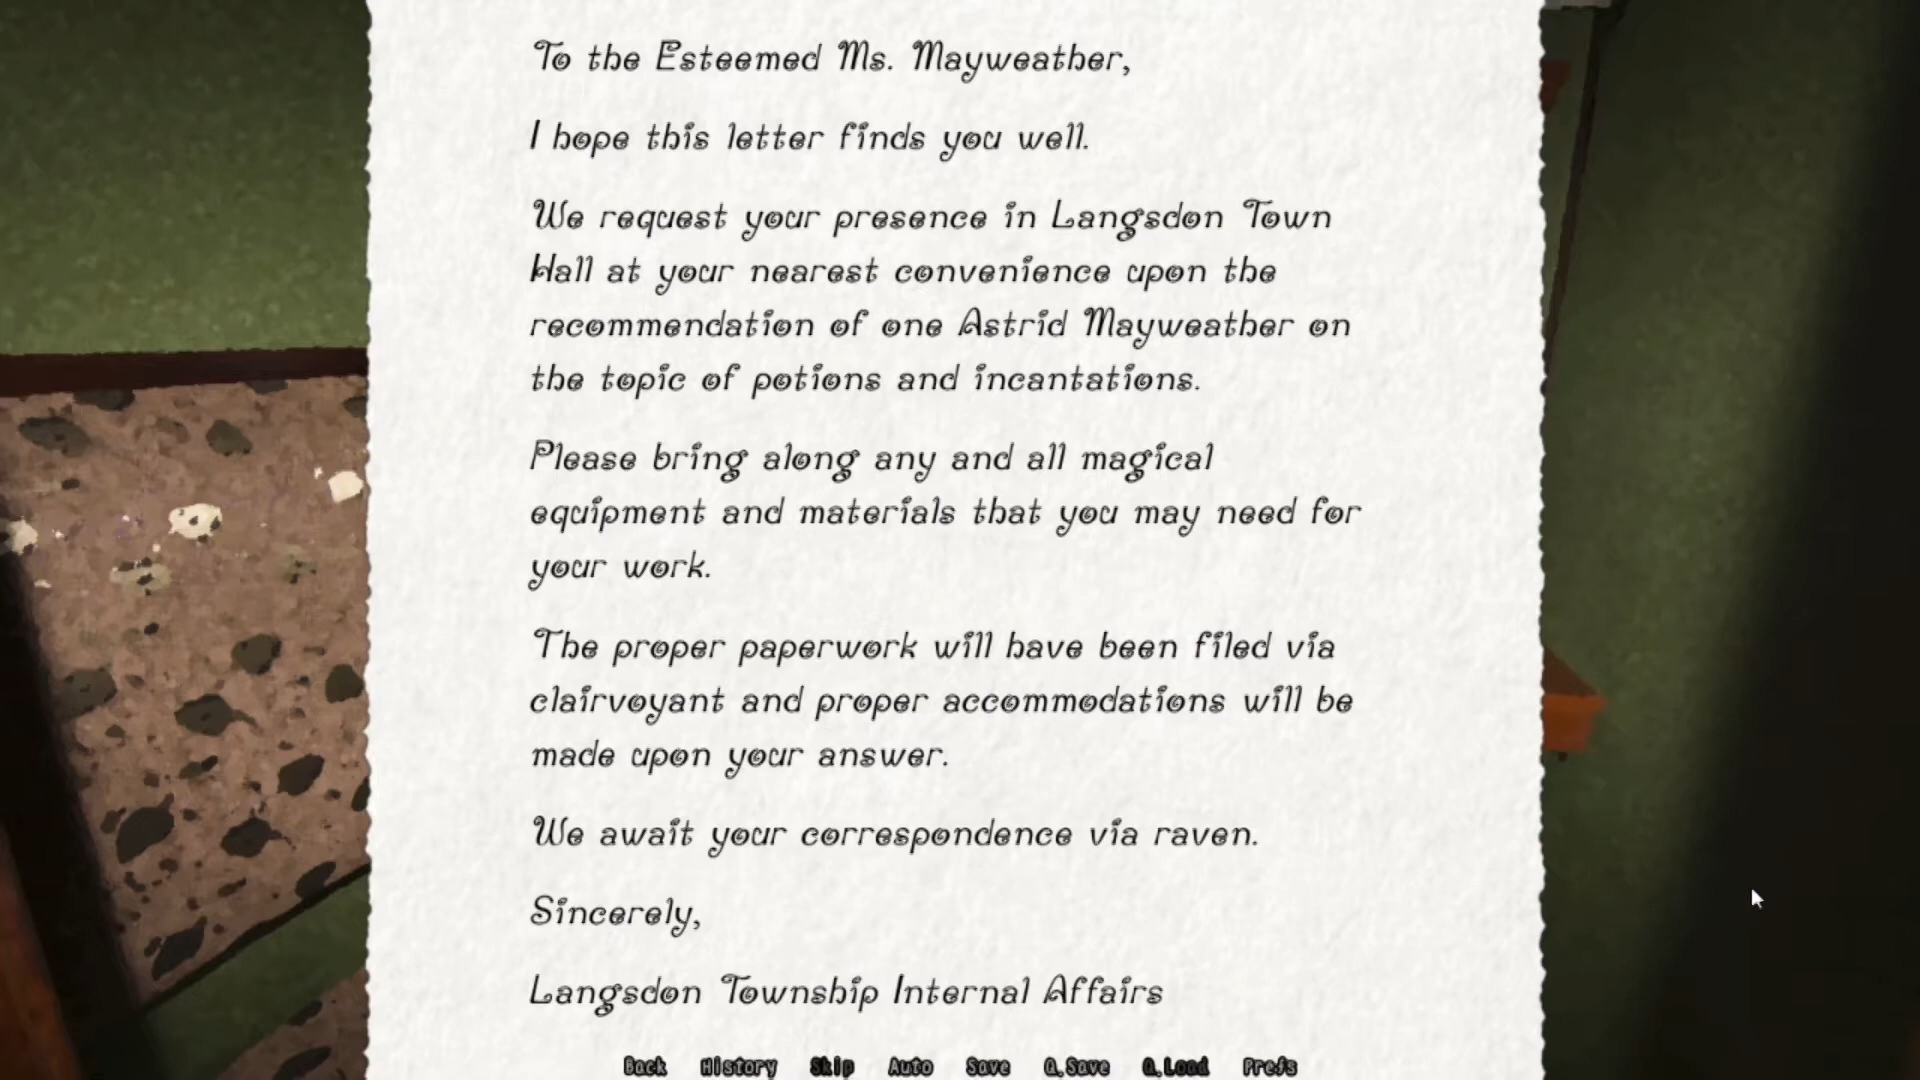 To the Esteemed Ms. Mayweather,
I hope this letter finds you well.
We request your presence in Langsdon Town
Hall at your nearest convenience upon the
recommendation of one Astrid Mayweather on
the topic of potions and incantations.
Please bring along any and all magical
equipment and materials that you may need for
your work.
The proper paperwork will have been filed via
clairvoyant and proper accommodations will be
made upon your answer.
We await your correspondence via raven.
Sincerely,
Langsdon Township Internal Affairs
Back History Skip Auto Save Q.Save Q.Load Prefs